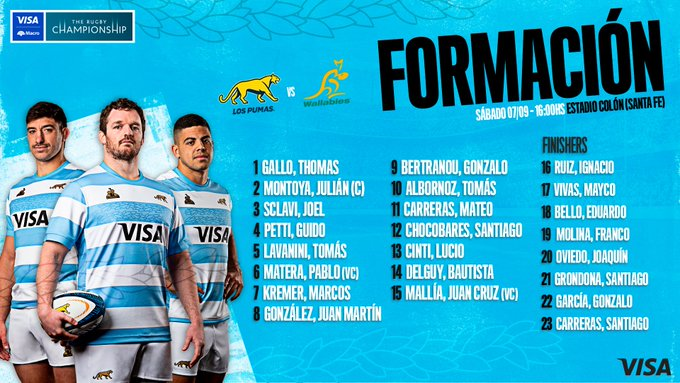 VISA
Macro
THE RUGBY
CHAMPIONSHIP
LOS PUMAS
VS
Wallabies
FORMACIÓN
SÁBADO 07/09 - 16:00HS ESTADIO COLÓN (SANTA FE)
1 GALLO, THOMAS
2 MONTOYA, JULIÁN (C)
3 SCLAVI, JOEL
4 PETTI, GUIDO
5 LAVANINI, TOMÁS
6 MATERA, PABLO (VC)
7 KREMER, MARCOS
8 GONZÁLEZ, JUAN MARTÍN
9 BERTRANOU, GONZALO
10 ALBORNOZ, TOMÁS
11 CARRERAS, MATEO
12 CHOCOBARES, SANTIAGO
13 CINTI, LUCIO
14 DELGUY, BAUTISTA
15 MALLÍA, JUAN CRUZ (VC)
FINISHERS
16 RUIZ, IGNACIO
17 VIVAS, MAYCO
18 BELLO, EDUARDO
19 MOLINA, FRANCO
20 OVIEDO, JOAQUÍN
21 GRONDONA, SANTIAGO
22 GARCÍA, GONZALO
23 CARRERAS, SANTIAGO
VISA
VISA
VISA
VISA